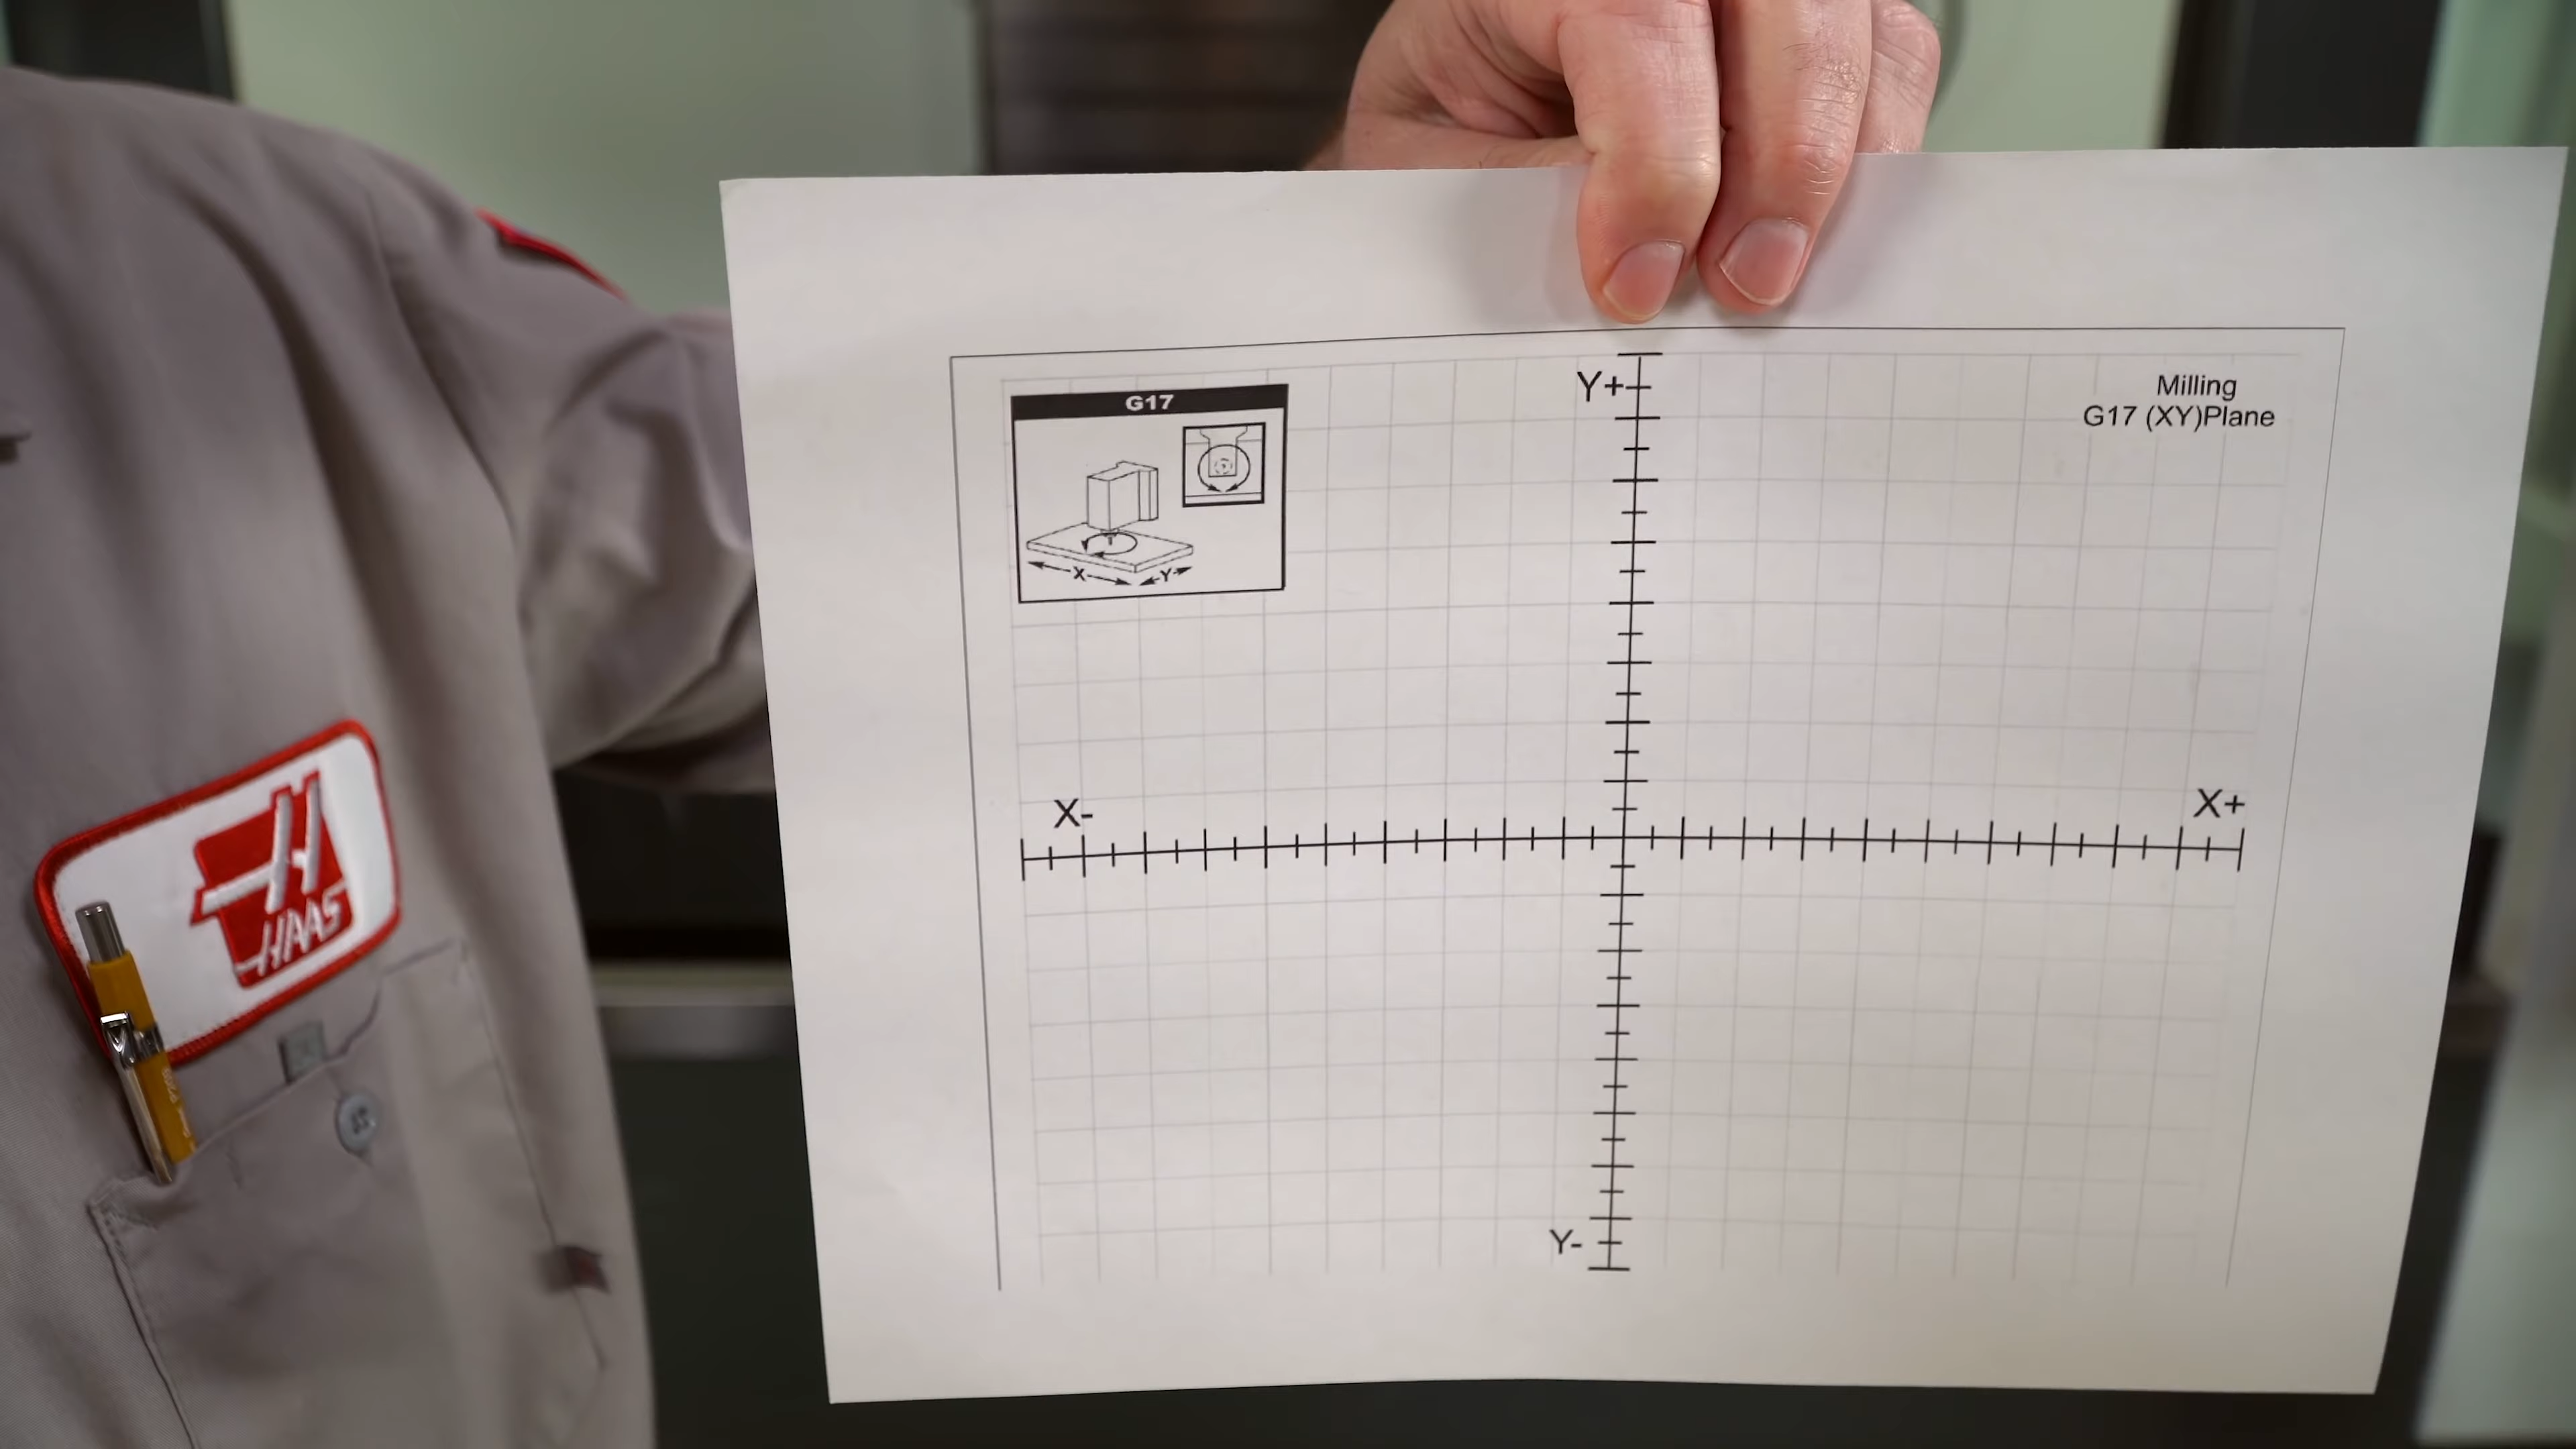 G17
X
Y
Y+
Milling
G17 (XY)Plane
X-
X+
Y-
HAAS